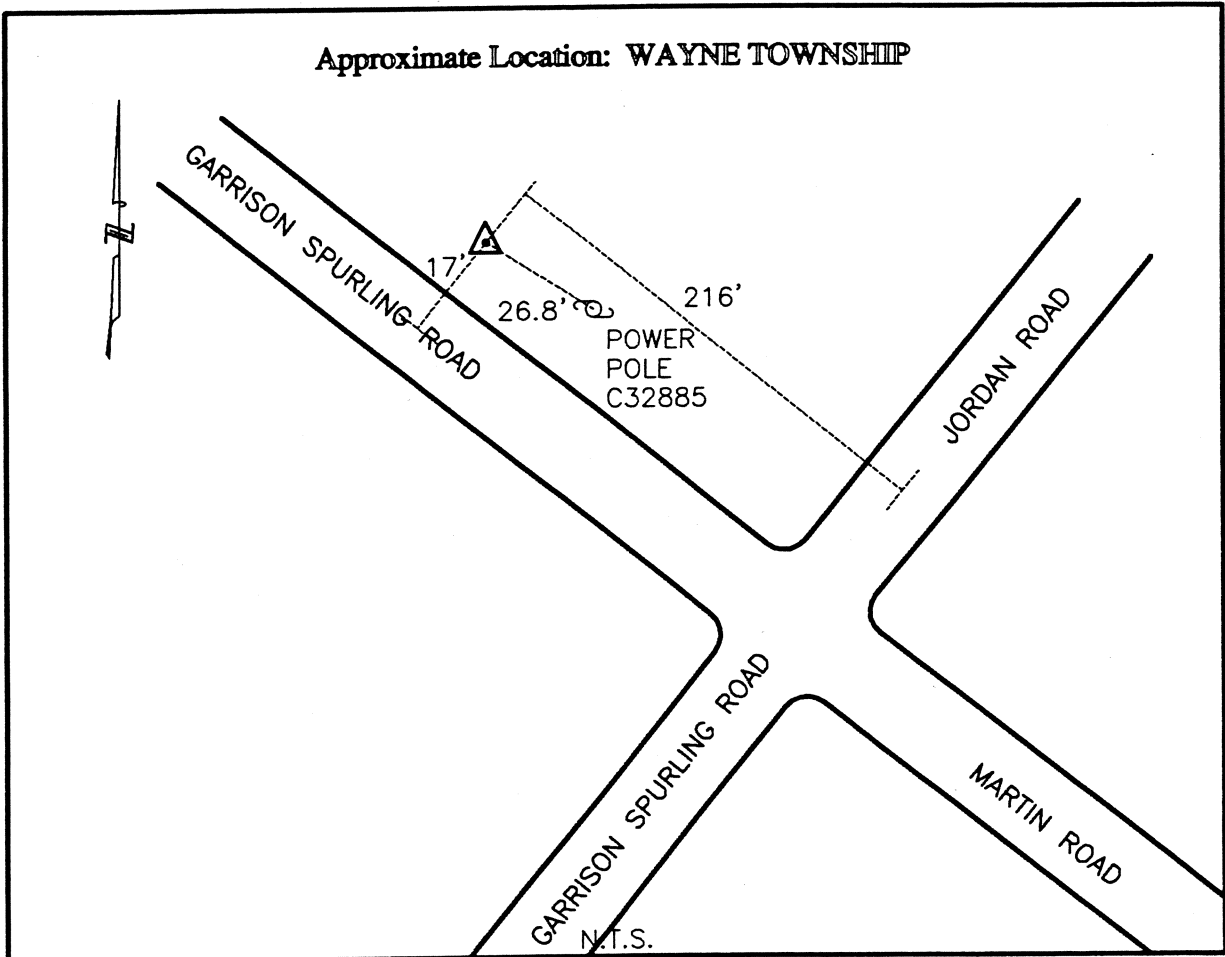 Approximate Location: WAYNE TOWNSHIP
GARRISON SPURLING ROAD
N
17'
26.8'
216'
POWER
POLE
C32885
JORDAN ROAD
GARRISON SPURLING ROAD
MARTIN ROAD
N.T.S.